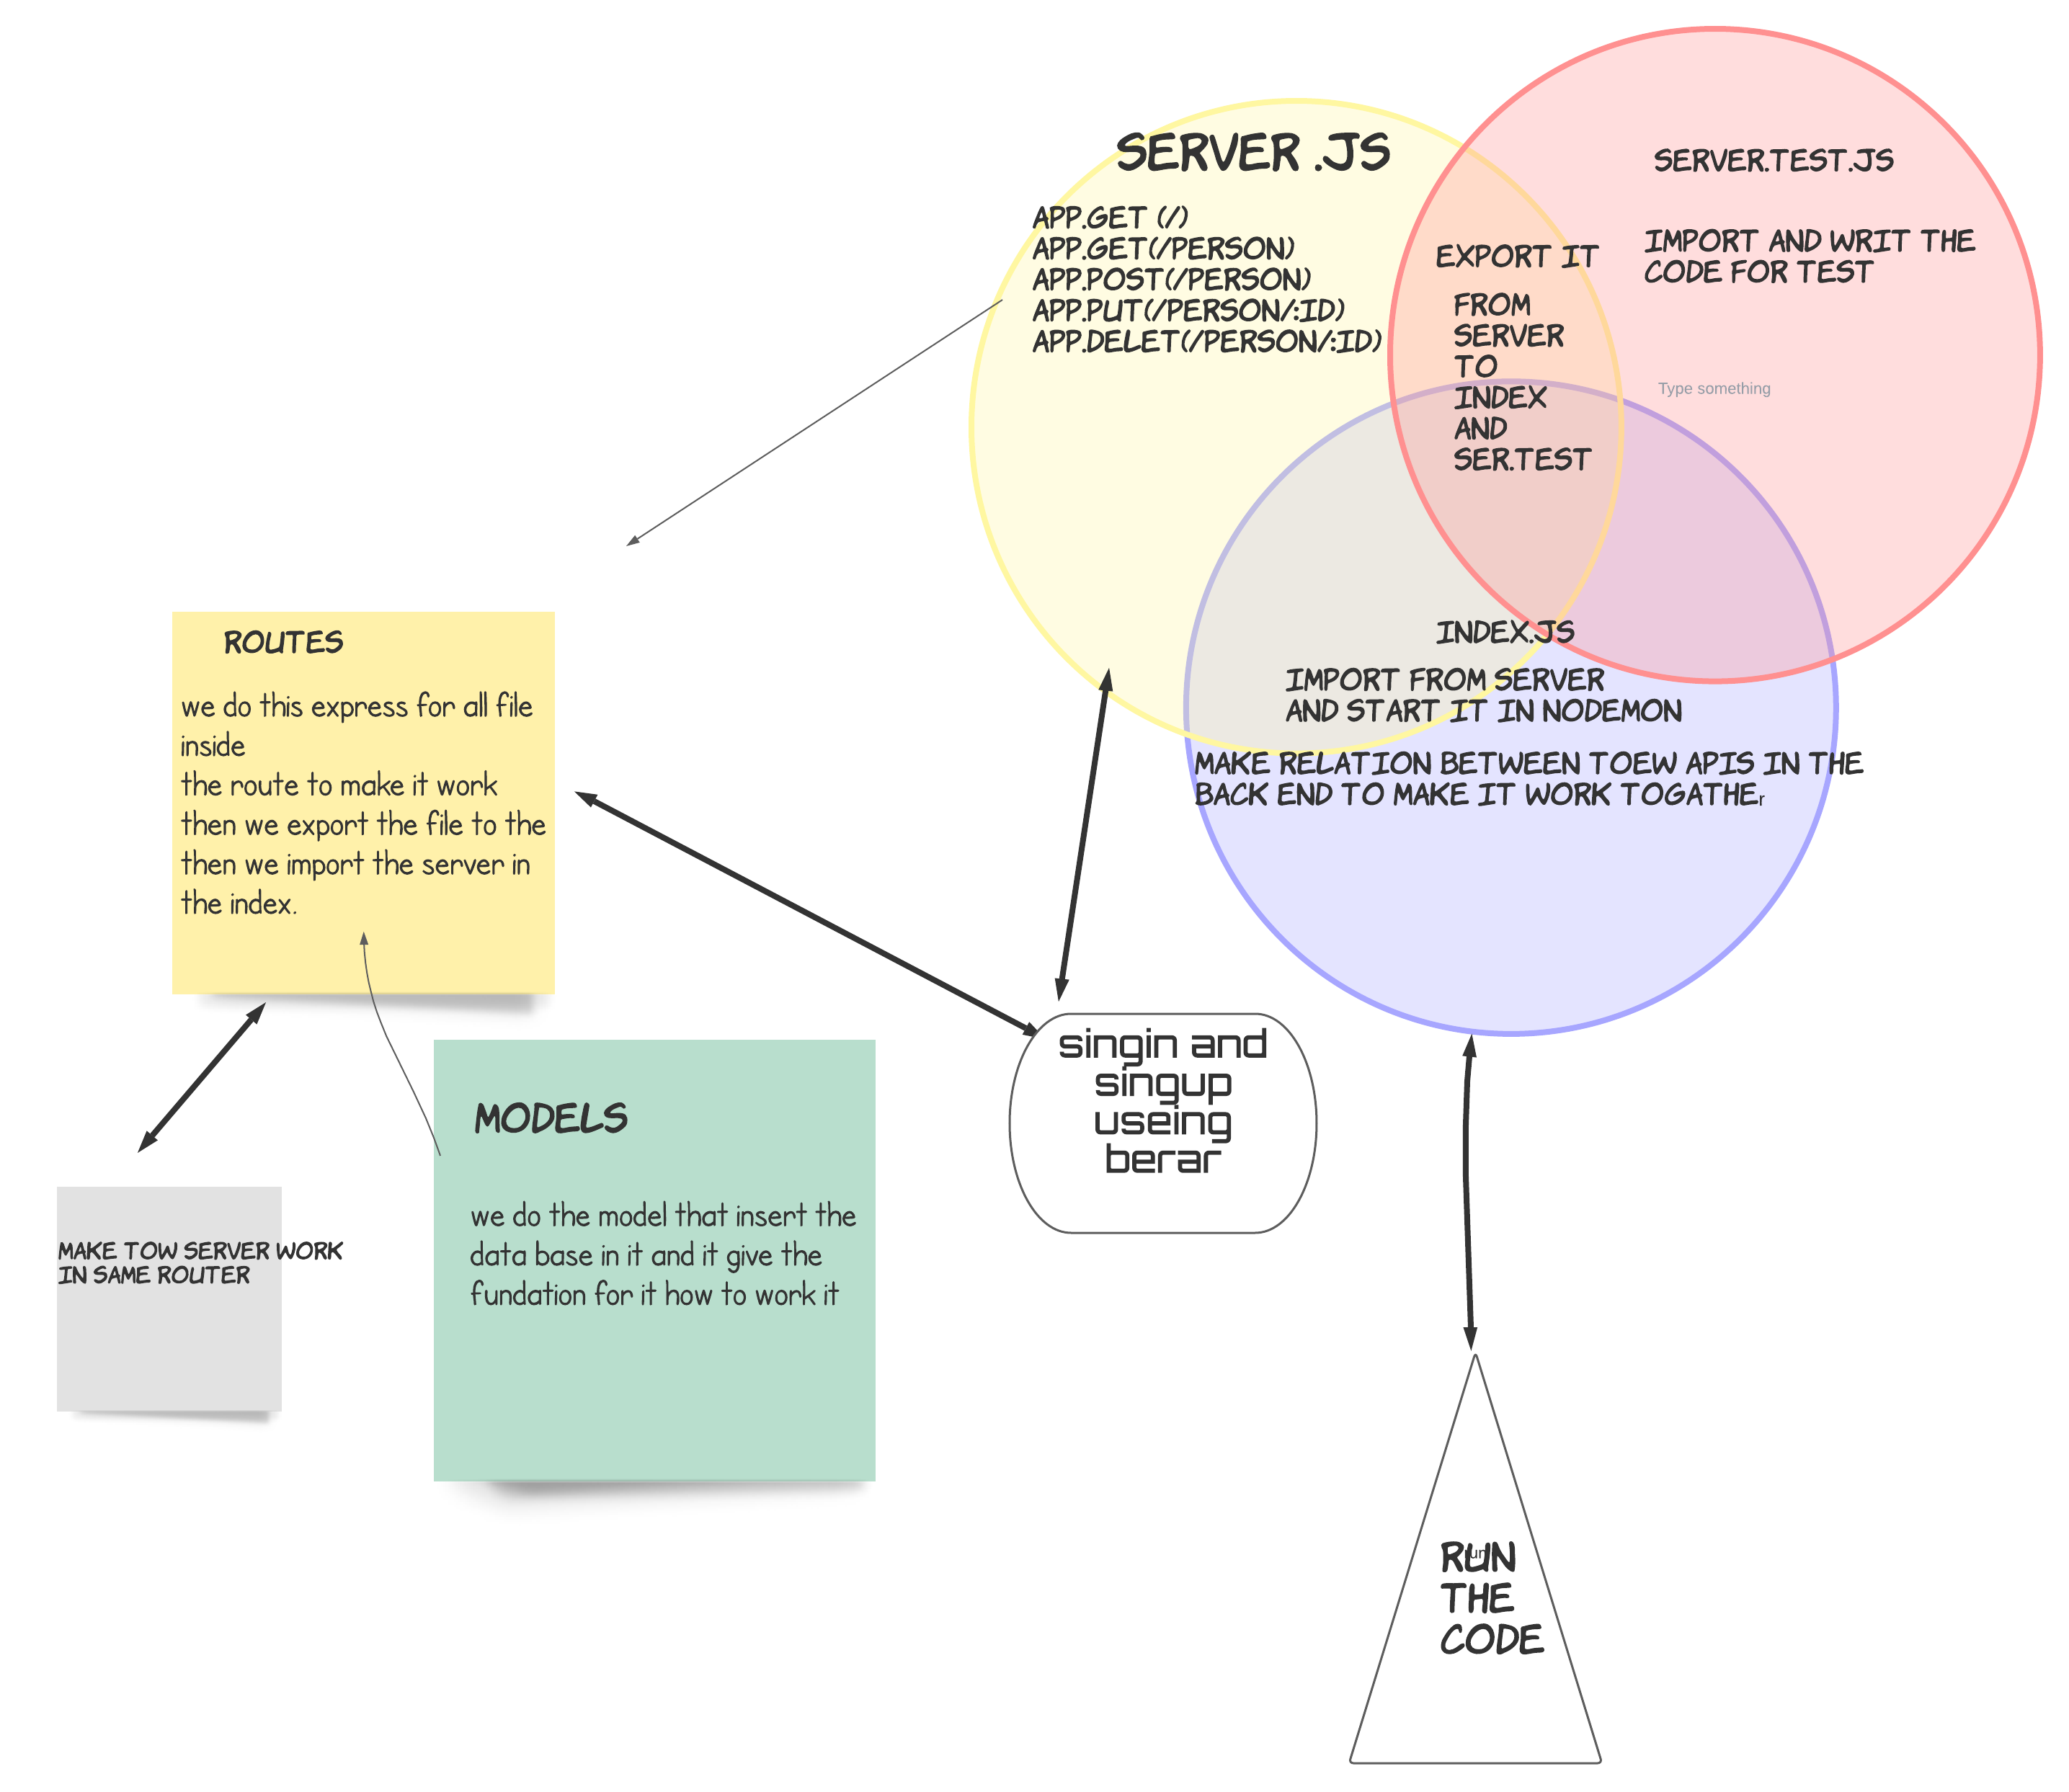 SERVER .JS
APP.GET (/)
APP.GET(/PERSON)
APP.POST(/PERSON)
APP.PUT(/PERSON/:ID)
APP.DELET(/PERSON/:ID)
EXPORT IT
FROM
SERVER
TO
INDEX
AND
SER.TEST
SERVER.TEST.JS
IMPORT AND WRIT THE
CODE FOR TEST
Type something
INDEX.JS
IMPORT FROM SERVER
AND START IT IN NODEMON
MAKE RELATION BETWEEN TOEW APIS IN THE
BACK END TO MAKE IT WORK TOGATHEr
ROUTES
we do this express for all file
inside
the route to make it work
then we export the file to the
then we import the server in
the index.
MODELS
we do the model that insert the
data base in it and it give the
fundation for it how to work it
MAKE TOW SERVER WORK
IN SAME ROUTER
singin and
singup
useing
berar
RUN
THE
CODE